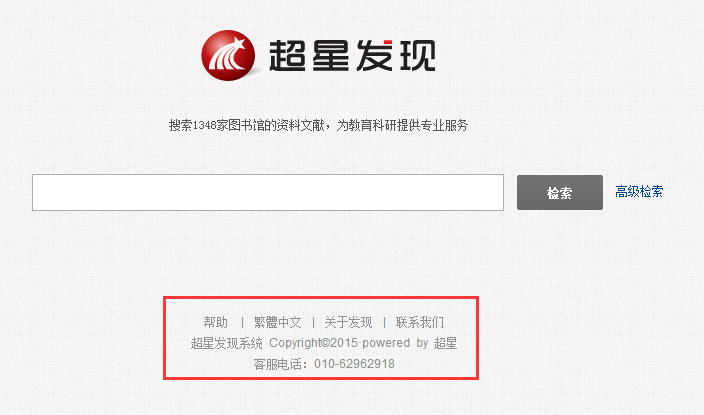 超星发现
搜索1348家图书馆的资料文献，为教育科研提供专业服务
检索 高级检索
帮助 | 繁體中文 | 关于发现 | 联系我们
超星发现系统 Copyright©2015·powered by 超星
客服电话：010-62962918